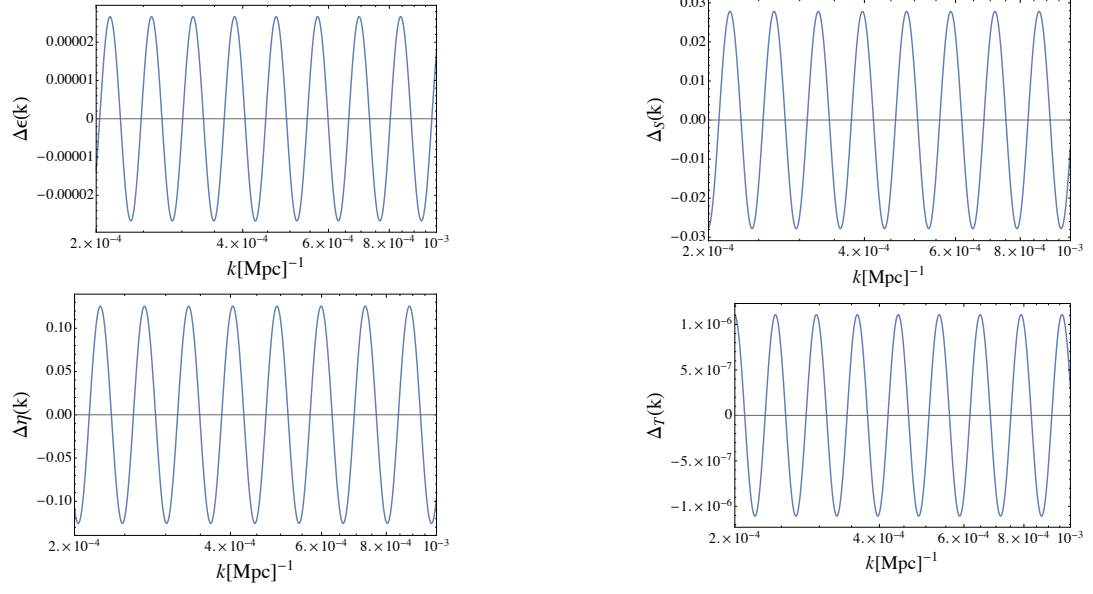 0.00002
0.00001
0
−0.00001
−0.00002
Δϵ(k)
2.×10⁻⁴ 4.×10⁻⁴ 6.×10⁻⁴ 8.×10⁻⁴ 10⁻³
k[Mpc]⁻¹
0.03
0.02
0.01
0.00
−0.01
−0.02
−0.03
Δ_S(k)
2.×10⁻⁴ 4.×10⁻⁴ 6.×10⁻⁴ 8.×10⁻⁴ 10⁻³
k[Mpc]⁻¹
0.10
0.05
0.00
−0.05
−0.10
Δη(k)
2.×10⁻⁴ 4.×10⁻⁴ 6.×10⁻⁴ 8.×10⁻⁴ 10⁻³
k[Mpc]⁻¹
1.×10⁻⁶
5.×10⁻⁷
0
−5.×10⁻⁷
−1.×10⁻⁶
Δ_T(k)
2.×10⁻⁴ 4.×10⁻⁴ 6.×10⁻⁴ 8.×10⁻⁴ 10⁻³
k[Mpc]⁻¹